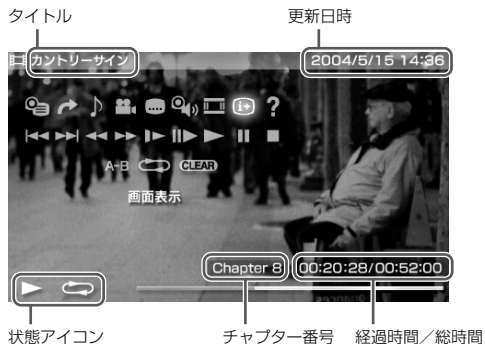 タイトル
更新日時
カントリーサイン
2004/5/15 14:36
i+ ?
A-B CLEAR
画面表示
Chapter 8 00:20:28/00:52:00
状態アイコン
チャプター番号
経過時間／総時間